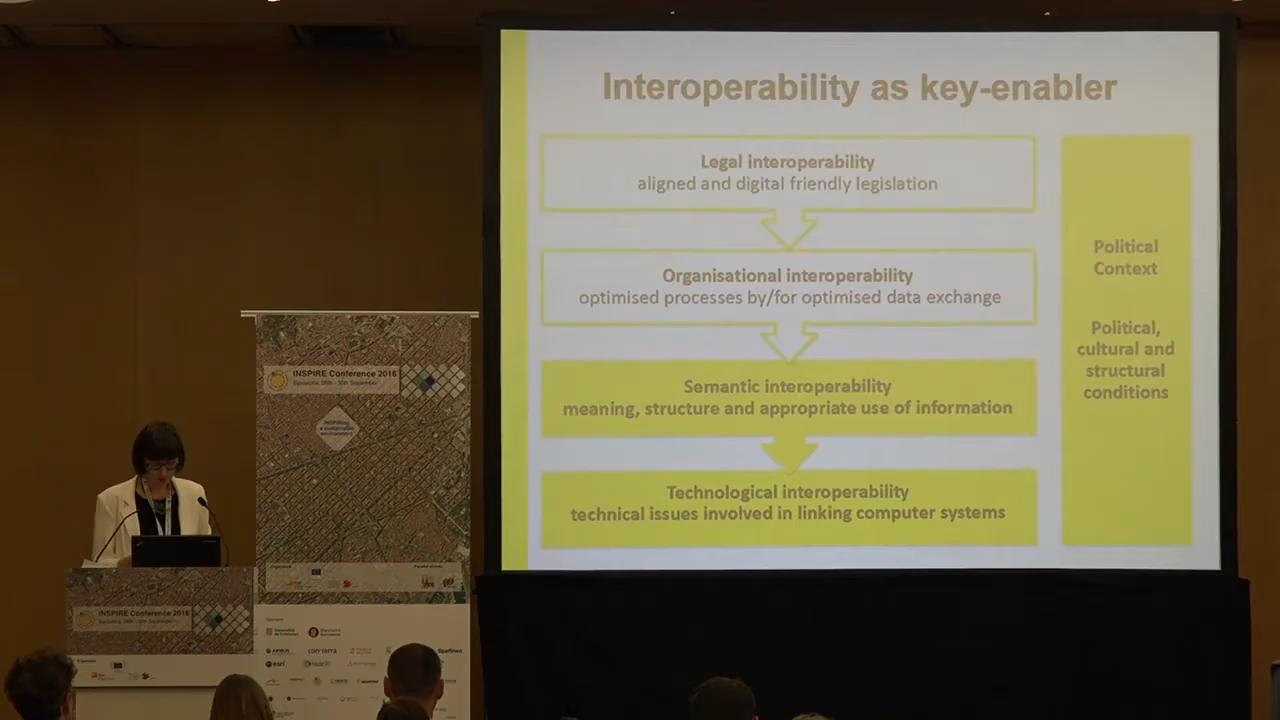 Interoperability as key-enabler
Legal interoperability
aligned and digital friendly legislation
Organisational interoperability
optimised processes by/for optimised data exchange
Semantic interoperability
meaning, structure and appropriate use of information
Technological interoperability
technical issues involved in linking computer systems
Political
Context
Political,
cultural and
structural
conditions
INSPIRE Conference 2016
INSPIRE Conference 2016
esri